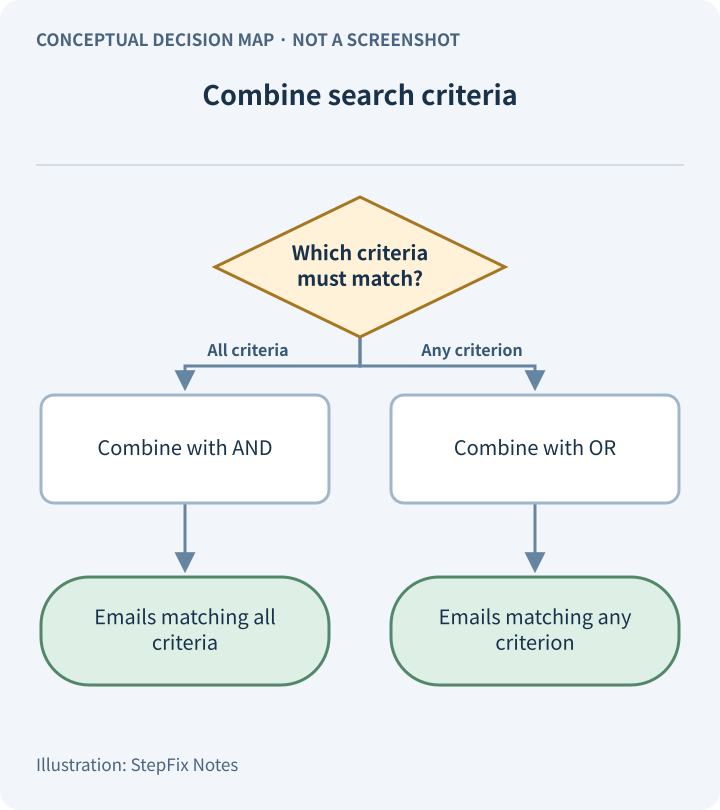 CONCEPTUAL DECISION MAP · NOT A SCREENSHOT
Combine search criteria
Which criteria
must match?
All criteria
Any criterion
Combine with AND
Combine with OR
Emails matching all
criteria
Emails matching any
criterion
Illustration: StepFix Notes